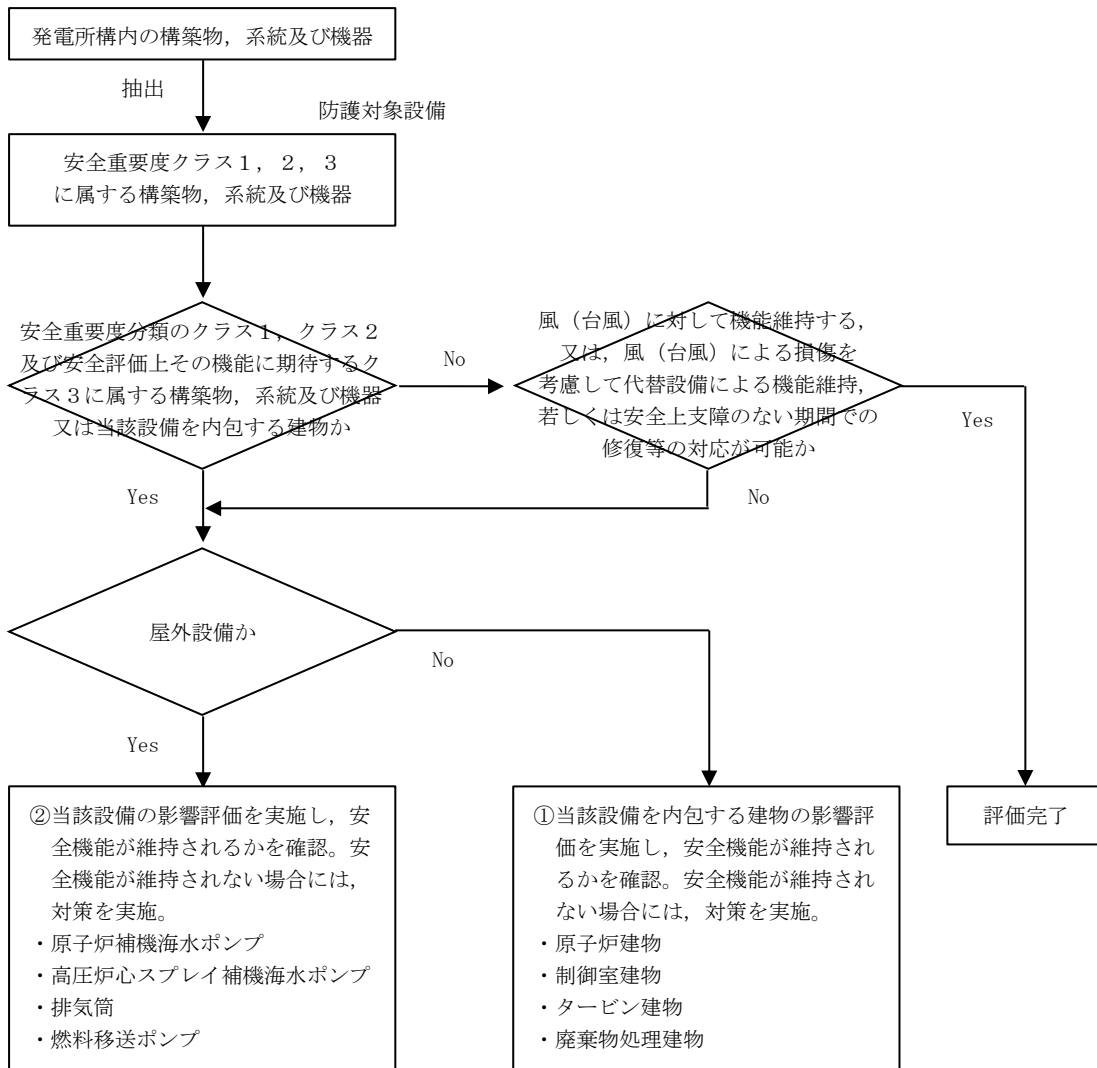 発電所構内の構築物，系統及び機器
抽出
防護対象設備
安全重要度クラス１，２，３
に属する構築物，系統及び機器
安全重要度分類のクラス１，クラス２
及び安全評価上その機能に期待するク
ラス３に属する構築物，系統及び機器
又は当該設備を内包する建物か
No
風（台風）に対して機能維持する，
又は，風（台風）による損傷を
考慮して代替設備による機能維持，
若しくは安全上支障のない期間での
修復等の対応が可能か
Yes
Yes
No
屋外設備か
No
Yes
②当該設備の影響評価を実施し，安
全機能が維持されるかを確認。安
全機能が維持されない場合には，
対策を実施。
・原子炉補機海水ポンプ
・高圧炉心スプレイ補機海水ポンプ
・排気筒
・燃料移送ポンプ
①当該設備を内包する建物の影響評
価を実施し，安全機能が維持され
るかを確認。安全機能が維持され
ない場合には，対策を実施。
・原子炉建物
・制御室建物
・タービン建物
・廃棄物処理建物
評価完了